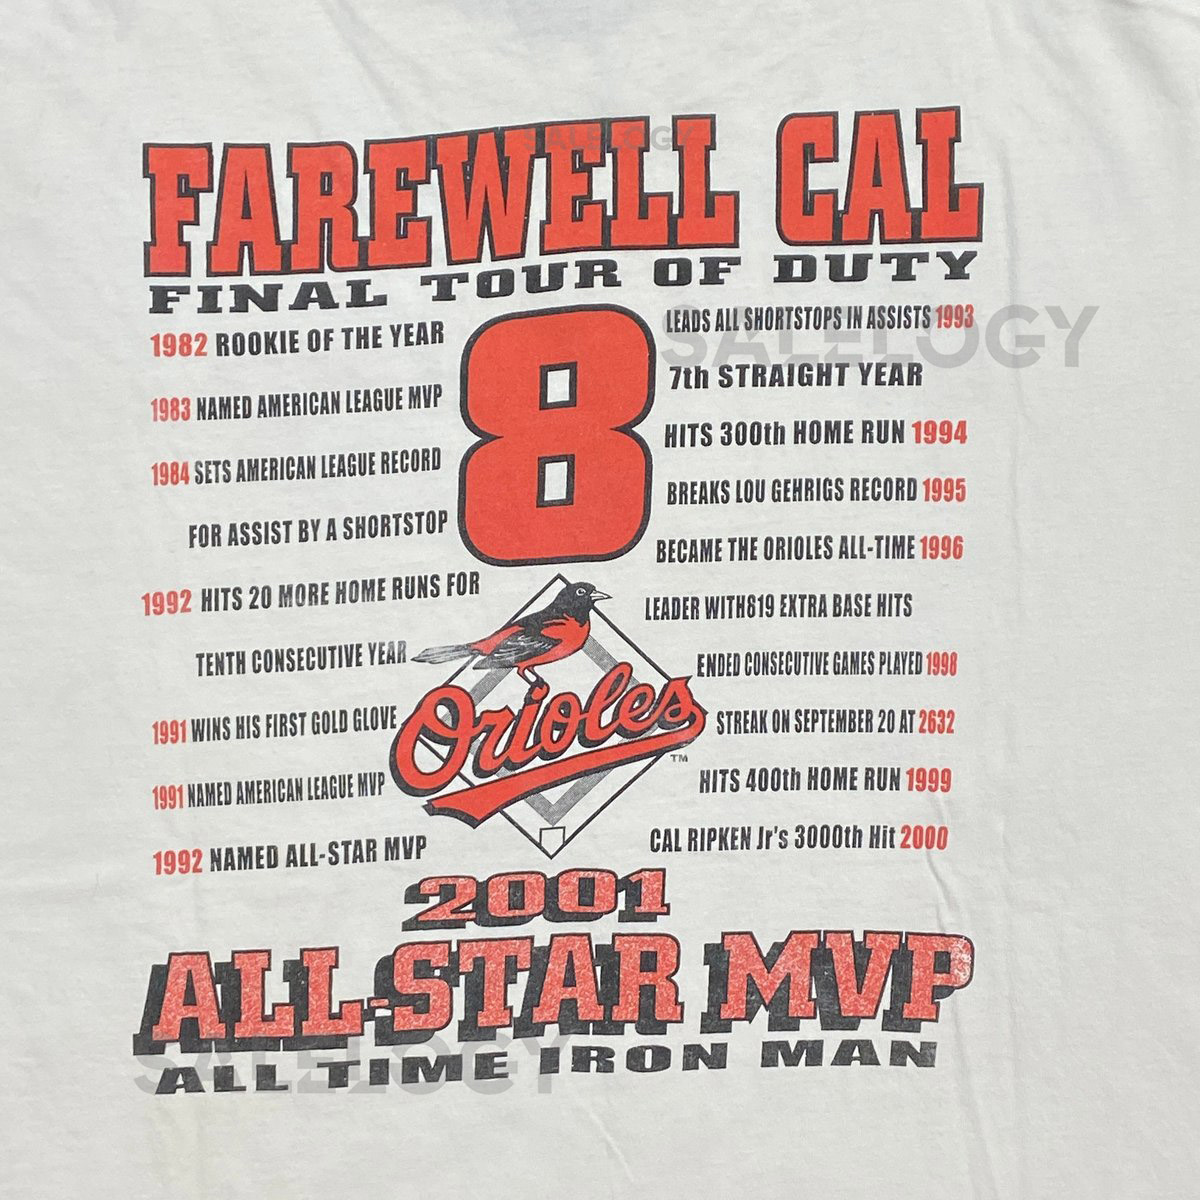 FAREWELL CAL
FINAL TOUR OF DUTY
1982 ROOKIE OF THE YEAR
1983 NAMED AMERICAN LEAGUE MVP
1984 SETS AMERICAN LEAGUE RECORD
FOR ASSIST BY A SHORTSTOP
1992 HITS 20 MORE HOME RUNS FOR
TENTH CONSECUTIVE YEAR
1991 WINS HIS FIRST GOLD GLOVE
1991 NAMED AMERICAN LEAGUE MVP
1992 NAMED ALL-STAR MVP
8
Orioles
TM
LEADS ALL SHORTSTOPS IN ASSISTS 1993
7th STRAIGHT YEAR
HITS 300th HOME RUN 1994
BREAKS LOU GEHRIGS RECORD 1995
BECAME THE ORIOLES ALL-TIME 1996
LEADER WITH819 EXTRA BASE HITS
ENDED CONSECUTIVE GAMES PLAYED 1998
STREAK ON SEPTEMBER 20 AT 2632
HITS 400th HOME RUN 1999
CAL RIPKEN Jr's 3000th Hit 2000
2001
ALL-STAR MVP
ALL TIME IRON MAN
SALELOGY
SALELOGY
SALELOGY